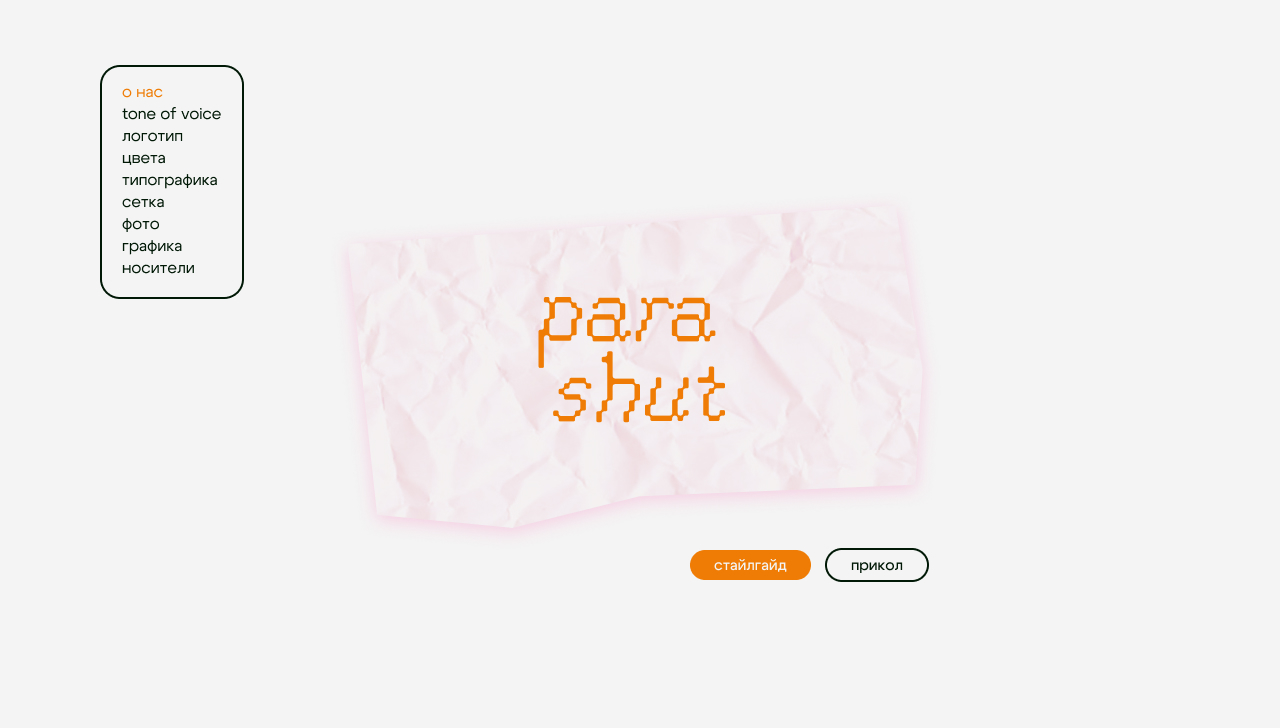 о нас
tone of voice
логотип
цвета
типографика
сетка
фото
графика
носители
para
shut
стайлгайд
прикол